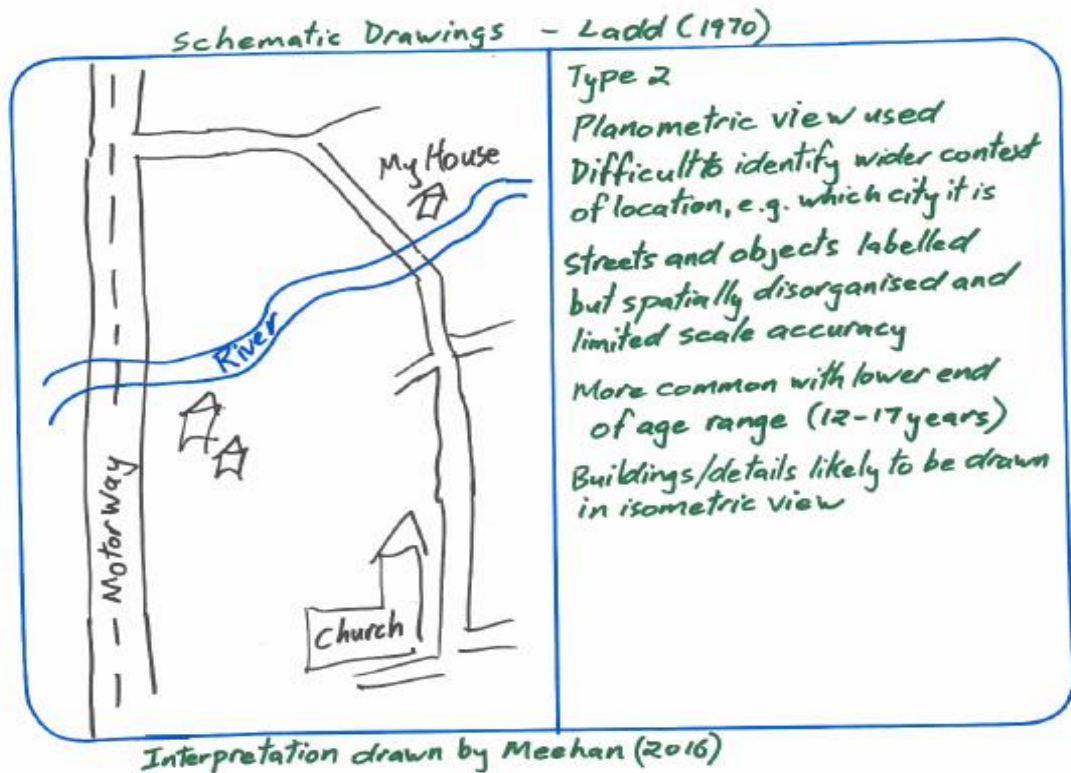 Schematic Drawings - Ladd (1970)
My House
River
Motorway
Church
Type 2
Planometric view used
Difficult to identify wider context
of location, e.g. which city it is
Streets and objects labelled
but spatially disorganised and
limited scale accuracy
More common with lower end
of age range (12-17 years)
Buildings/details likely to be drawn
in isometric view
Interpretation drawn by Meehan (2016)